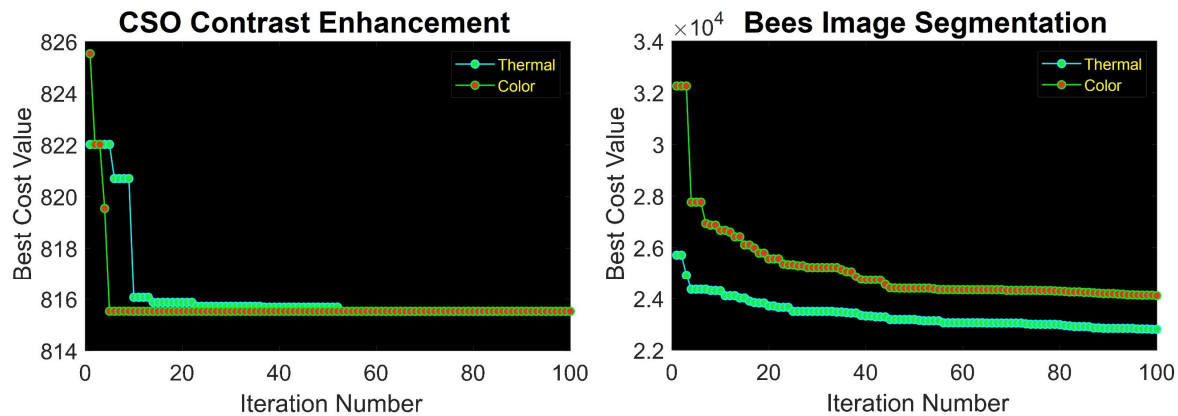 CSO Contrast Enhancement
826
824
822
820
818
816
814
Best Cost Value
Thermal
Color
0
20
40
60
80
100
Iteration Number
×10⁴
Bees Image Segmentation
3.4
3.2
3
2.8
2.6
2.4
2.2
Best Cost Value
Thermal
Color
0
20
40
60
80
100
Iteration Number